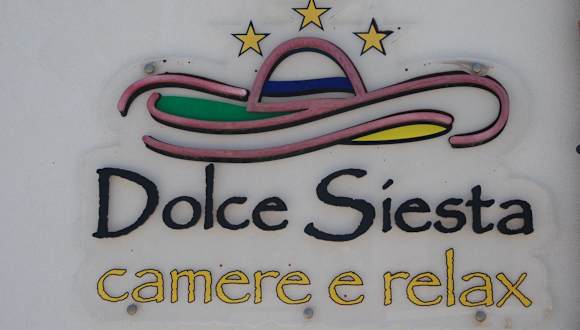 Dolce Siesta
camere e relax